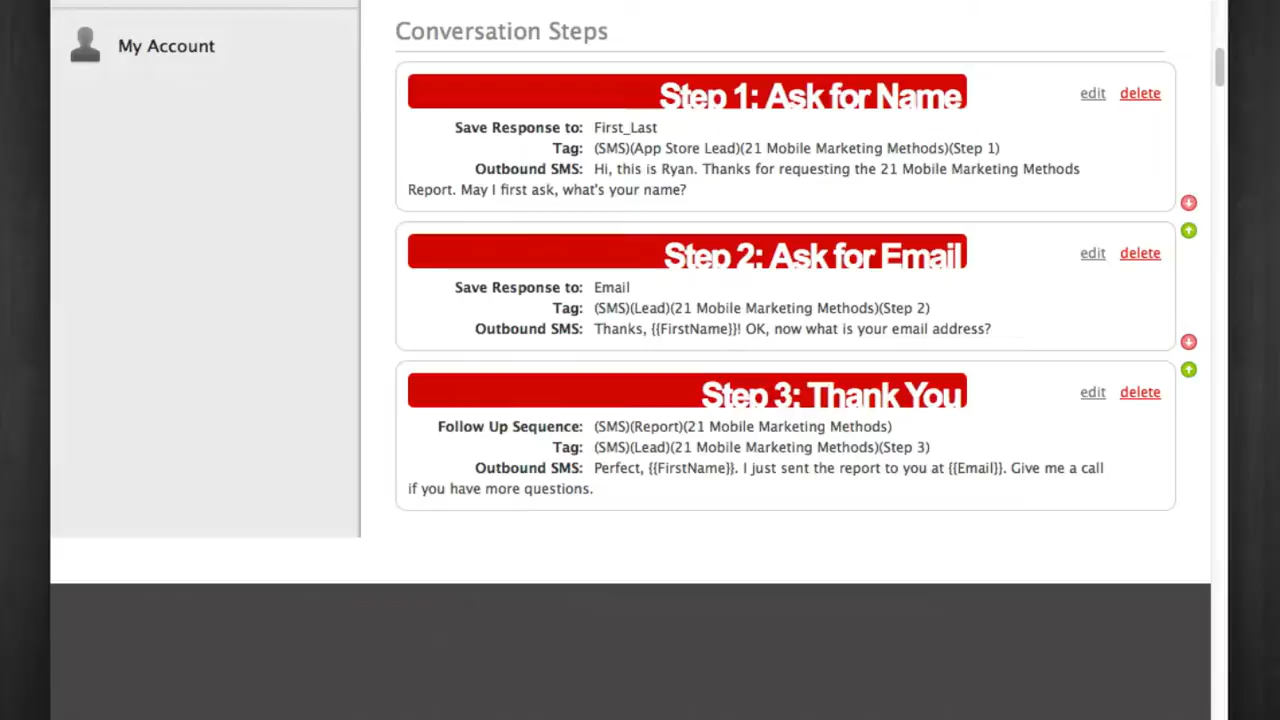 My Account
Conversation Steps
Step 1: Ask for Name
edit delete
Save Response to: First_Last
Tag: (SMS)(App Store Lead)(21 Mobile Marketing Methods)(Step 1)
Outbound SMS: Hi, this is Ryan. Thanks for requesting the 21 Mobile Marketing Methods
Report. May I first ask, what's your name?
Step 2: Ask for Email
edit delete
Save Response to: Email
Tag: (SMS)(Lead)(21 Mobile Marketing Methods)(Step 2)
Outbound SMS: Thanks, {{FirstName}}! OK, now what is your email address?
Step 3: Thank You
edit delete
Follow Up Sequence: (SMS)(Report)(21 Mobile Marketing Methods)
Tag: (SMS)(Lead)(21 Mobile Marketing Methods)(Step 3)
Outbound SMS: Perfect, {{FirstName}}. I just sent the report to you at {{Email}}. Give me a call
if you have more questions.